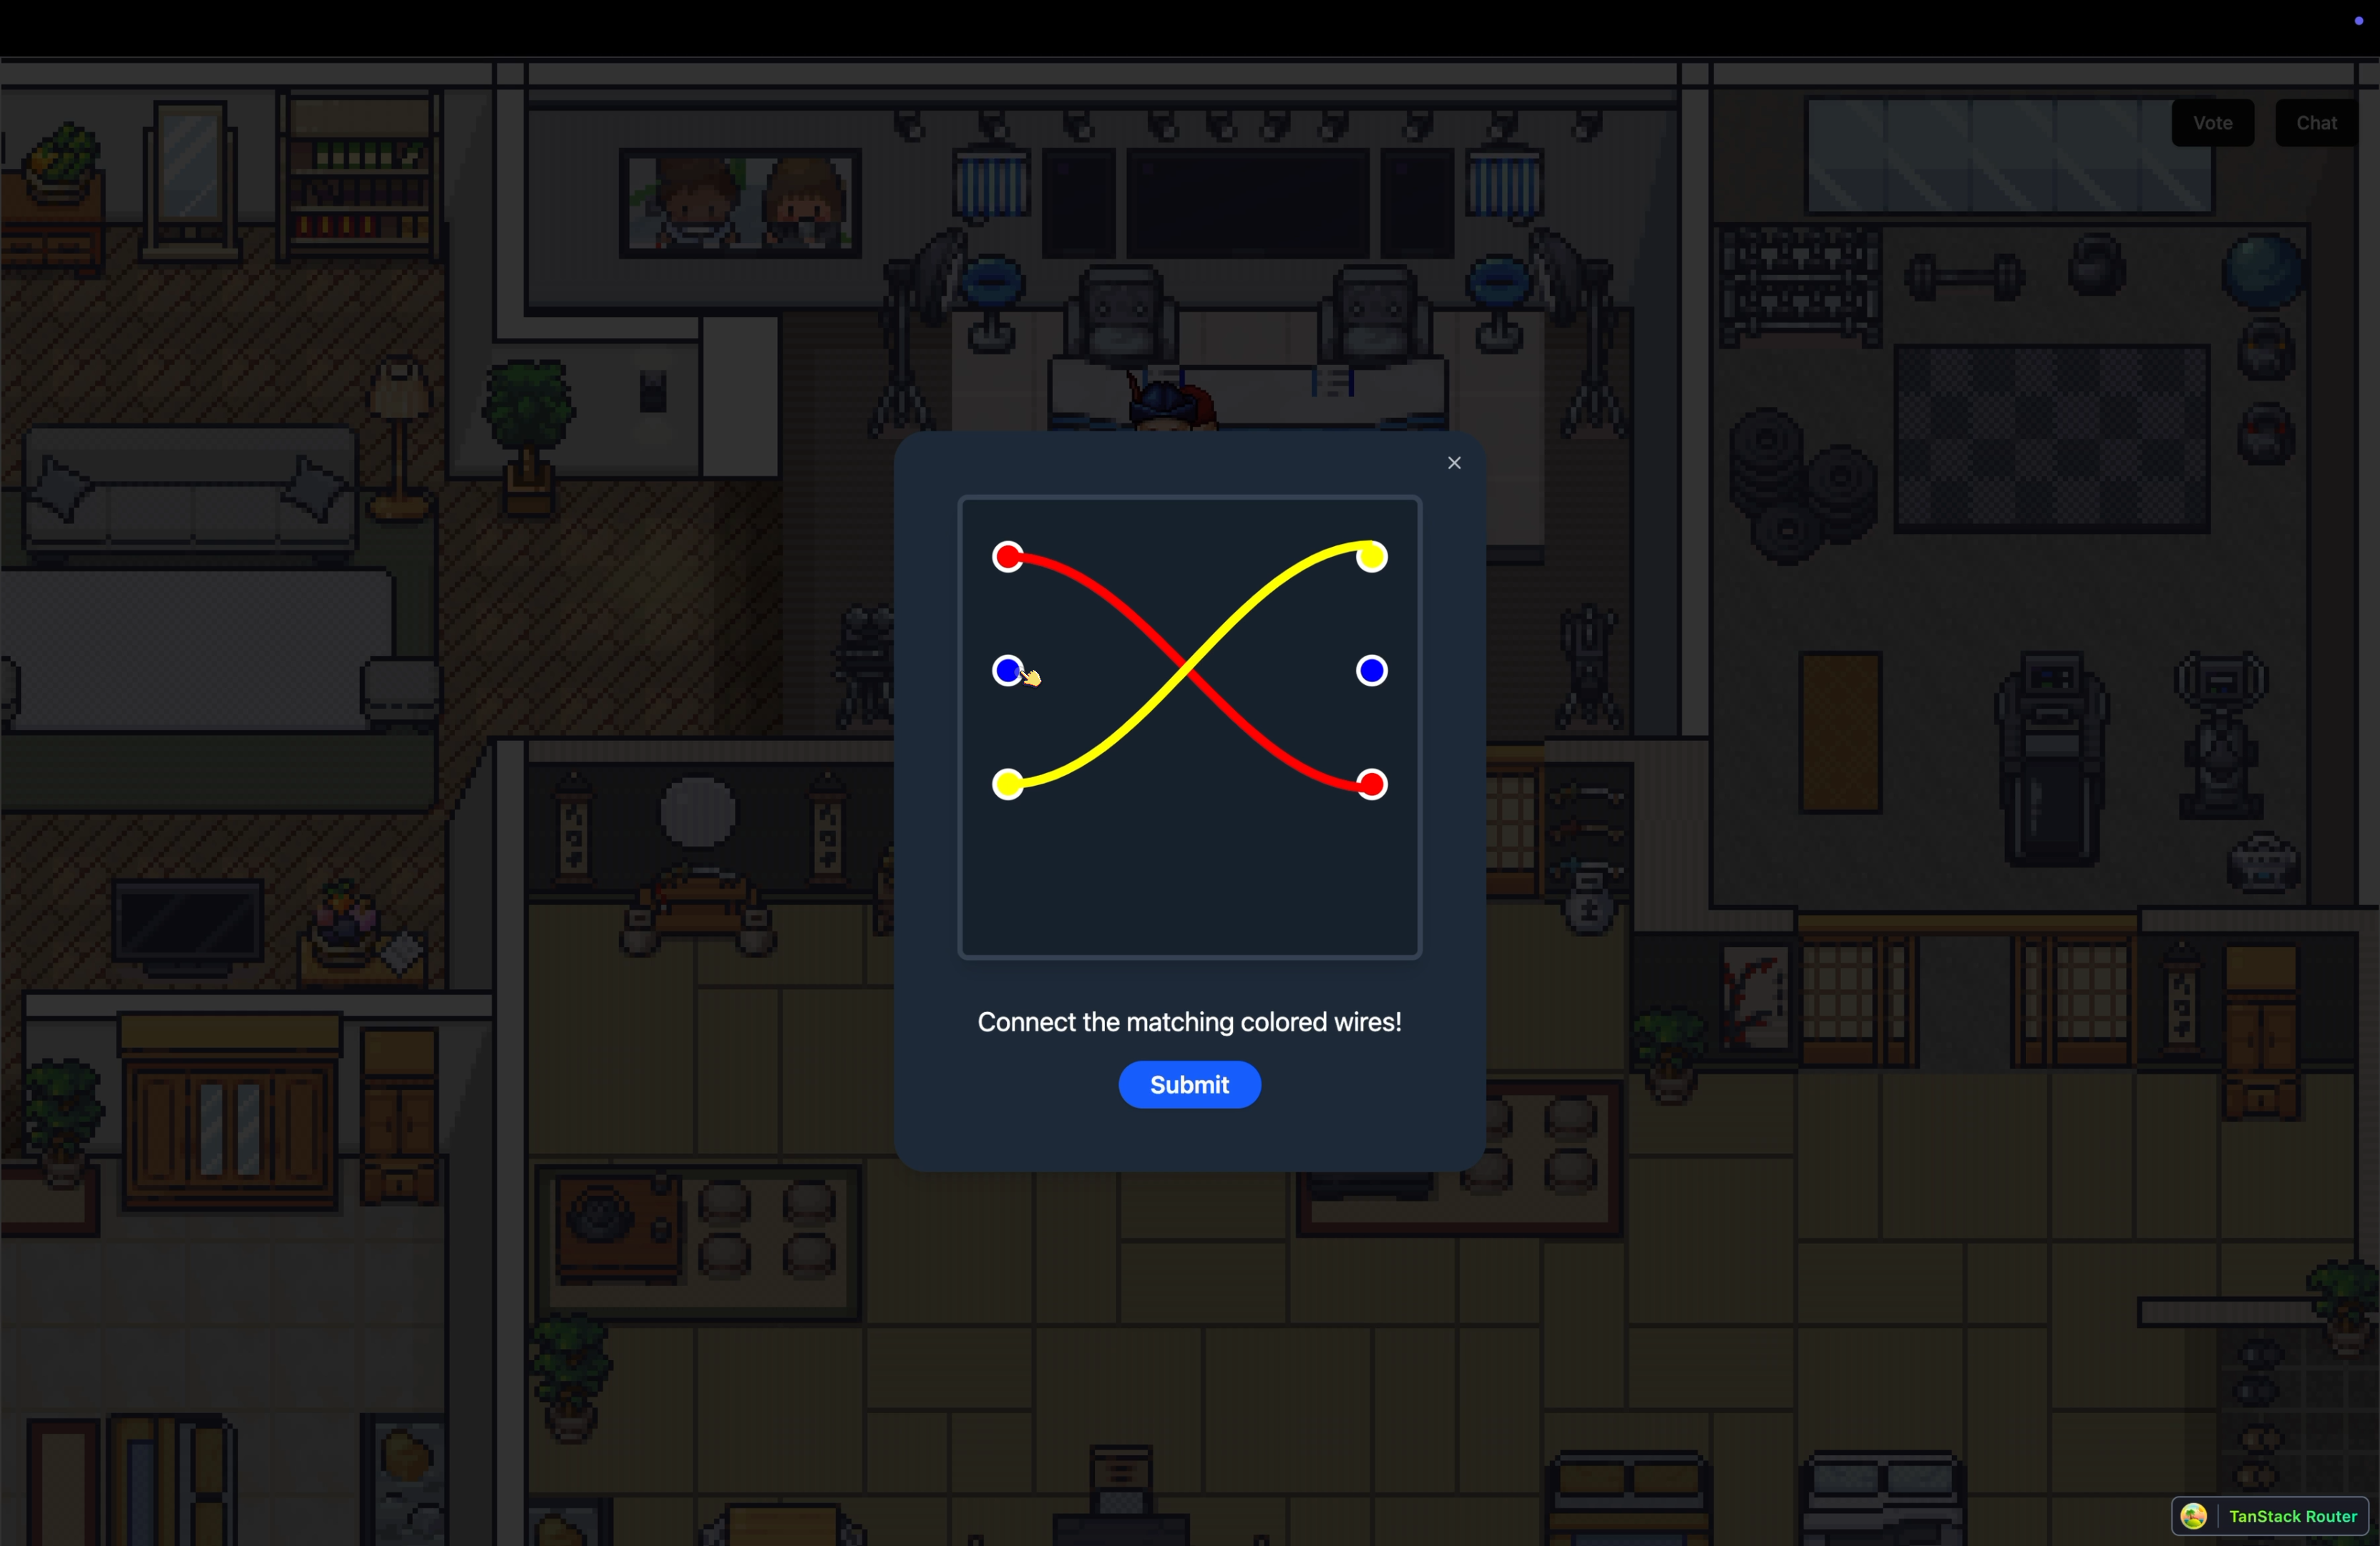 Vote
Chat
Connect the matching colored wires!
Submit
TanStack Router